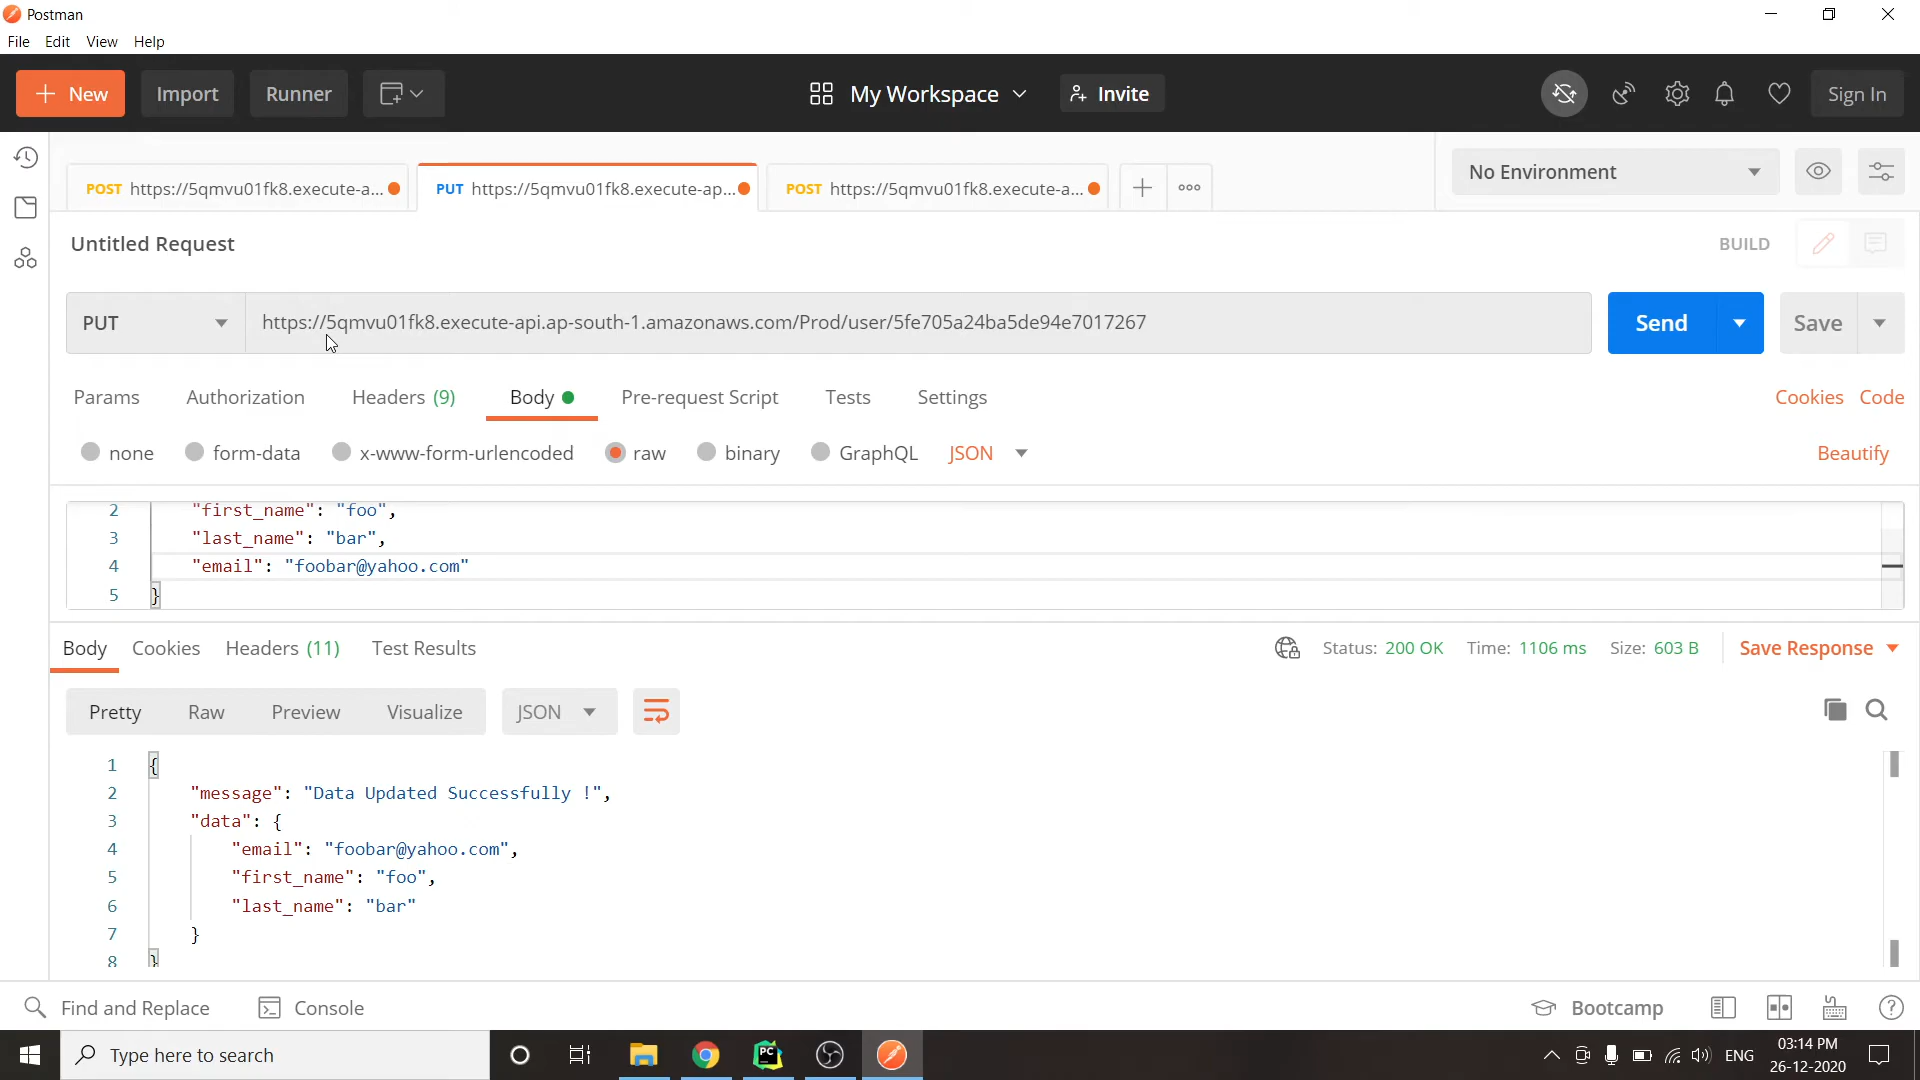 Postman
File Edit View Help
New Import Runner My Workspace Invite Sign In
POST https://5qmvu01fk8.execute-a... PUT https://5qmvu01fk8.execute-ap... POST https://5qmvu01fk8.execute-a... No Environment
Untitled Request BUILD
PUT https://5qmvu01fk8.execute-api.ap-south-1.amazonaws.com/Prod/user/5fe705a24ba5de94e7017267 Send Save
Params Authorization Headers (9) Body Pre-request Script Tests Settings Cookies Code
none form-data x-www-form-urlencoded raw binary GraphQL JSON Beautify
2 "first_name": "foo",
3 "last_name": "bar",
4 "email": "foobar@yahoo.com"
5 }
Body Cookies Headers (11) Test Results Status: 200 OK Time: 1106 ms Size: 603 B Save Response
Pretty Raw Preview Visualize JSON
1 {
2 "message": "Data Updated Successfully !",
3 "data": {
4 "email": "foobar@yahoo.com",
5 "first_name": "foo",
6 "last_name": "bar"
7 }
8 }
Find and Replace Console Bootcamp
Type here to search PC ENG 03:14 PM
26-12-2020